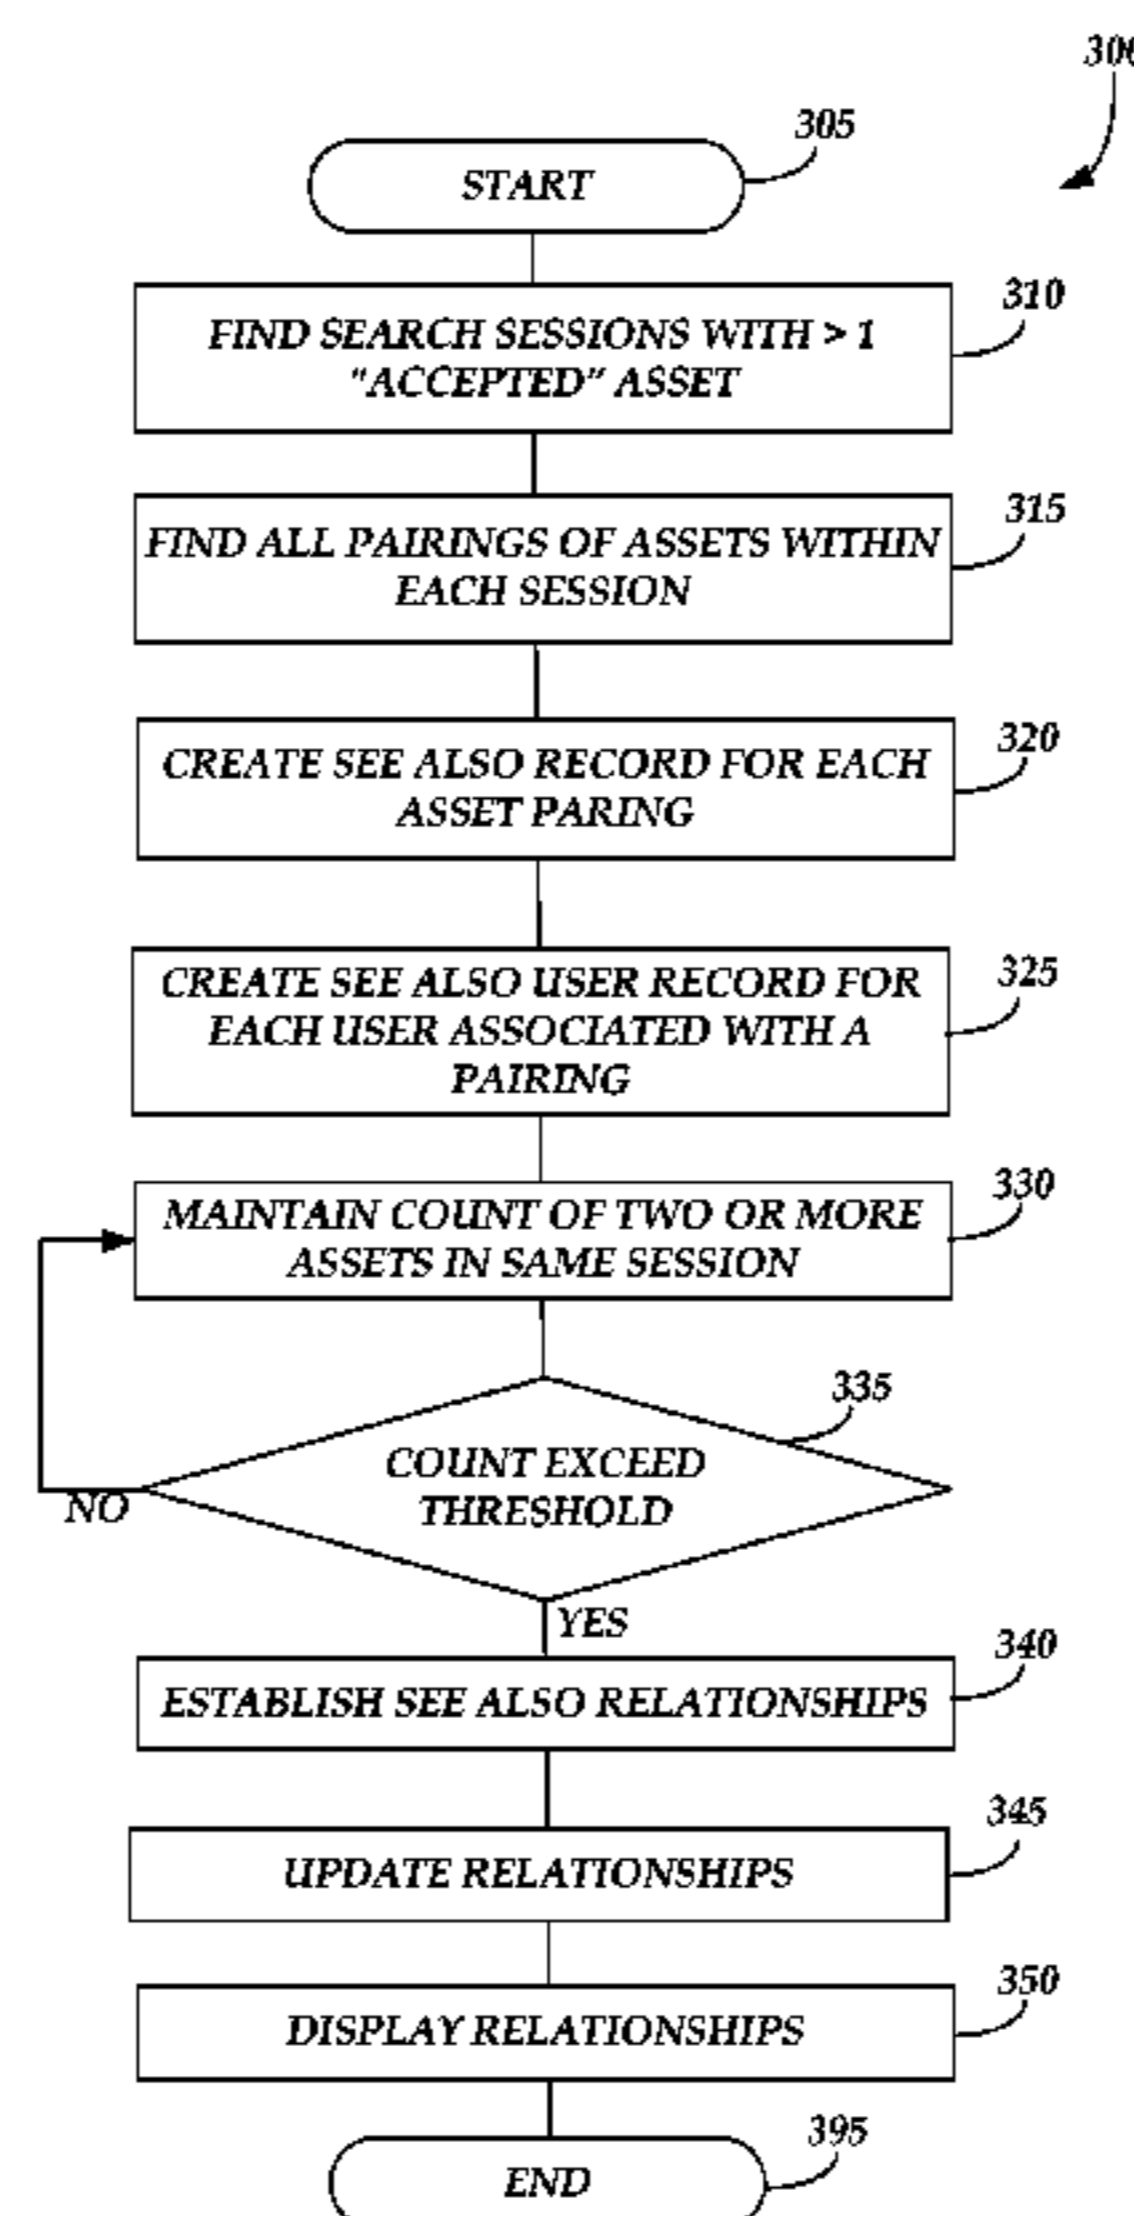 300
305
START
310
FIND SEARCH SESSIONS WITH > 1
"ACCEPTED" ASSET
315
FIND ALL PAIRINGS OF ASSETS WITHIN
EACH SESSION
320
CREATE SEE ALSO RECORD FOR EACH
ASSET PARING
325
CREATE SEE ALSO USER RECORD FOR
EACH USER ASSOCIATED WITH A
PAIRING
330
MAINTAIN COUNT OF TWO OR MORE
ASSETS IN SAME SESSION
335
COUNT EXCEED
THRESHOLD
NO
YES
340
ESTABLISH SEE ALSO RELATIONSHIPS
345
UPDATE RELATIONSHIPS
350
DISPLAY RELATIONSHIPS
395
END